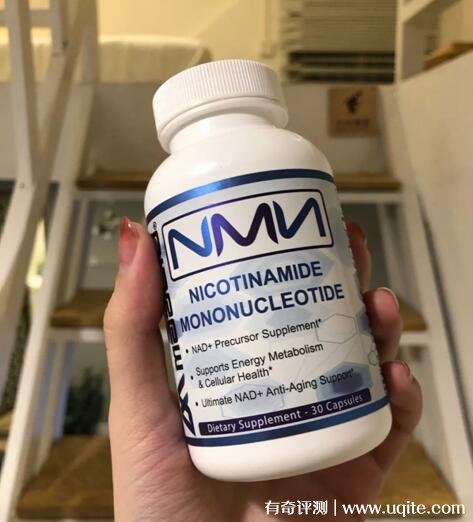 NMN
NICOTINAMIDE
MONONUCLEOTIDE
• NAD+ Precursor Supplement*
• Supports Energy Metabolism
& Cellular Health*
• Ultimate NAD+ Anti-Aging Support*
Dietary Supplement - 30 Capsules
有奇评测 | www.uqite.com